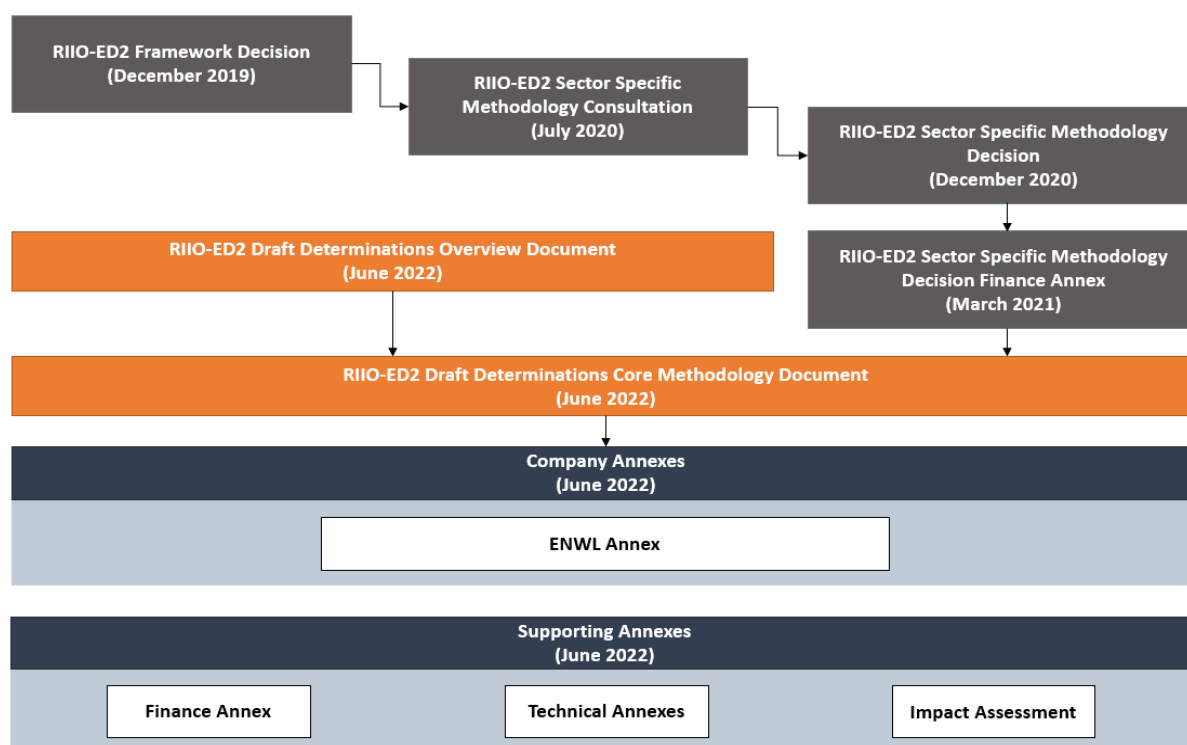 RIIO-ED2 Framework Decision
(December 2019)
RIIO-ED2 Sector Specific
Methodology Consultation
(July 2020)
RIIO-ED2 Sector Specific Methodology
Decision
(December 2020)
RIIO-ED2 Draft Determinations Overview Document
(June 2022)
RIIO-ED2 Sector Specific Methodology
Decision Finance Annex
(March 2021)
RIIO-ED2 Draft Determinations Core Methodology Document
(June 2022)
Company Annexes
(June 2022)
ENWL Annex
Supporting Annexes
(June 2022)
Finance Annex
Technical Annexes
Impact Assessment